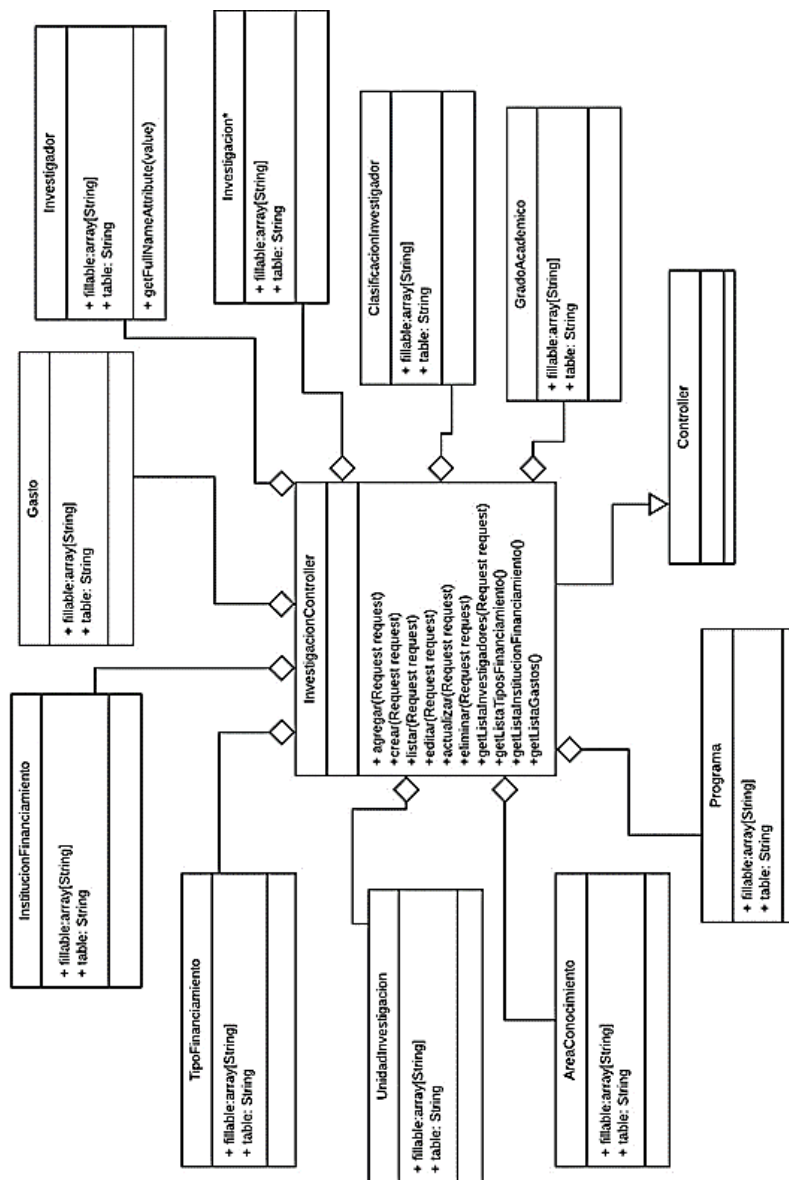 InstitucionFinanciamiento
+ fillable:array[String]
+ table: String
Gasto
+ fillable:array[String]
+ table: String
Investigador
+ fillable:array[String]
+ table: String
+ getFullNameAttribute(value)
TipoFinanciamiento
+ fillable:array[String]
+ table: String
Investigacion*
+ fillable:array[String]
+ table: String
InvestigacionController
+ agregar(Request request)
+crear(Request request)
+listar(Request request)
+editar(Request request)
+actualizar(Request request)
+eliminar(Request request)
+getListaInvestigadores(Request request)
+getListaTiposFinanciamiento()
+getListaInstitucionFinanciamiento()
+getListaGastos()
ClasificacionInvestigador
+ fillable:array[String]
+ table: String
UnidadInvestigacion
+ fillable:array[String]
+ table: String
GradoAcademico
+ fillable:array[String]
+ table: String
AreaConocimiento
+ fillable:array[String]
+ table: String
Programa
+ fillable:array[String]
+ table: String
Controller